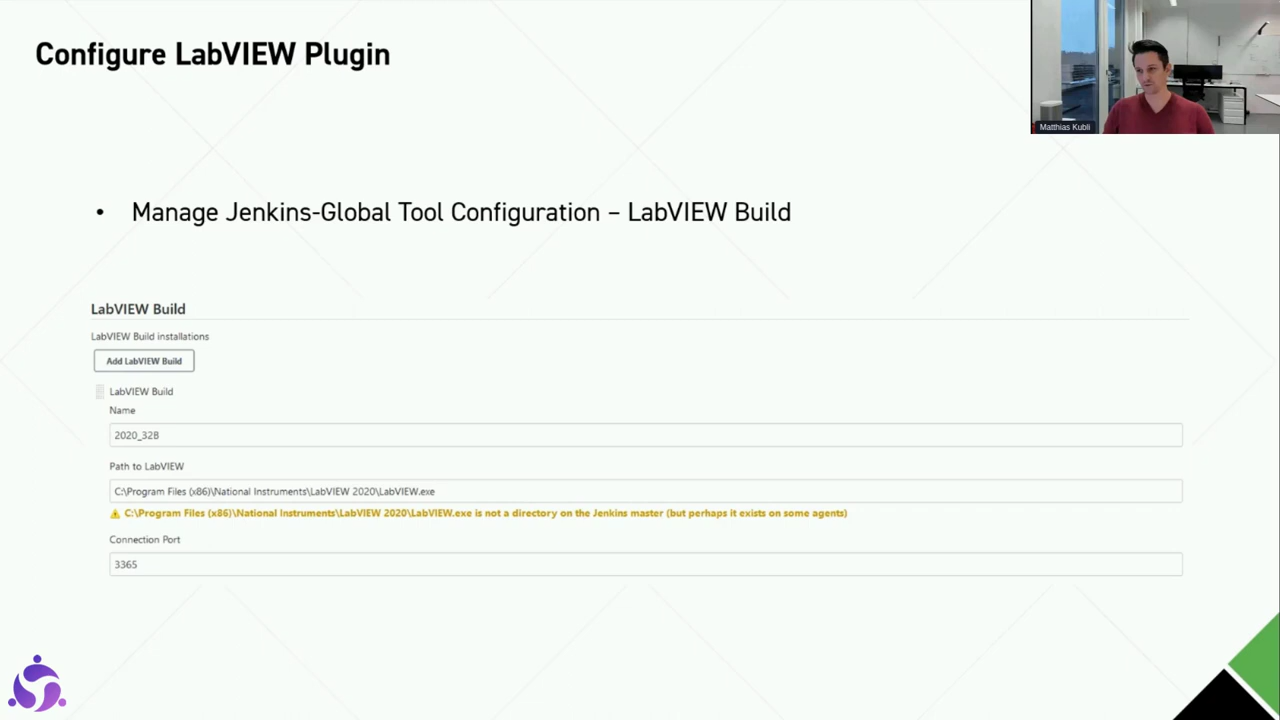 Configure LabVIEW Plugin
Matthias Kubli
• Manage Jenkins-Global Tool Configuration – LabVIEW Build
LabVIEW Build
LabVIEW Build installations
Add LabVIEW Build
LabVIEW Build
Name
2020_32B
Path to LabVIEW
C:\Program Files (x86)\National Instruments\LabVIEW 2020\LabVIEW.exe
C:\Program Files (x86)\National Instruments\LabVIEW 2020\LabVIEW.exe is not a directory on the Jenkins master (but perhaps it exists on some agents)
Connection Port
3365